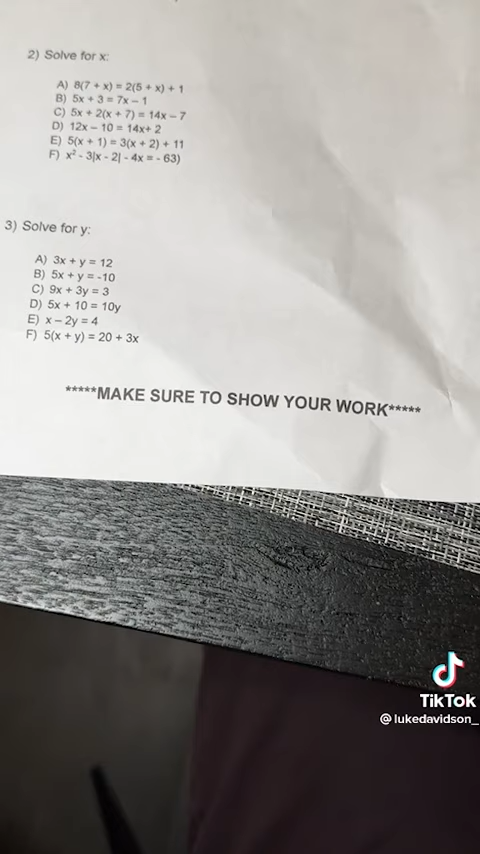 2) Solve for x:
A) 8(7 + x) = 2(5 + x) + 1
B) 5x + 3 = 7x – 1
C) 5x + 2(x + 7) = 14x – 7
D) 12x – 10 = 14x+ 2
E) 5(x + 1) = 3(x + 2) + 11
F) x² - 3|x - 2| - 4x = - 63)
3) Solve for y:
A) 3x + y = 12
B) 5x + y = -10
C) 9x + 3y = 3
D) 5x + 10 = 10y
E) x – 2y = 4
F) 5(x + y) = 20 + 3x
*****MAKE SURE TO SHOW YOUR WORK*****
TikTok
@lukedavidson_